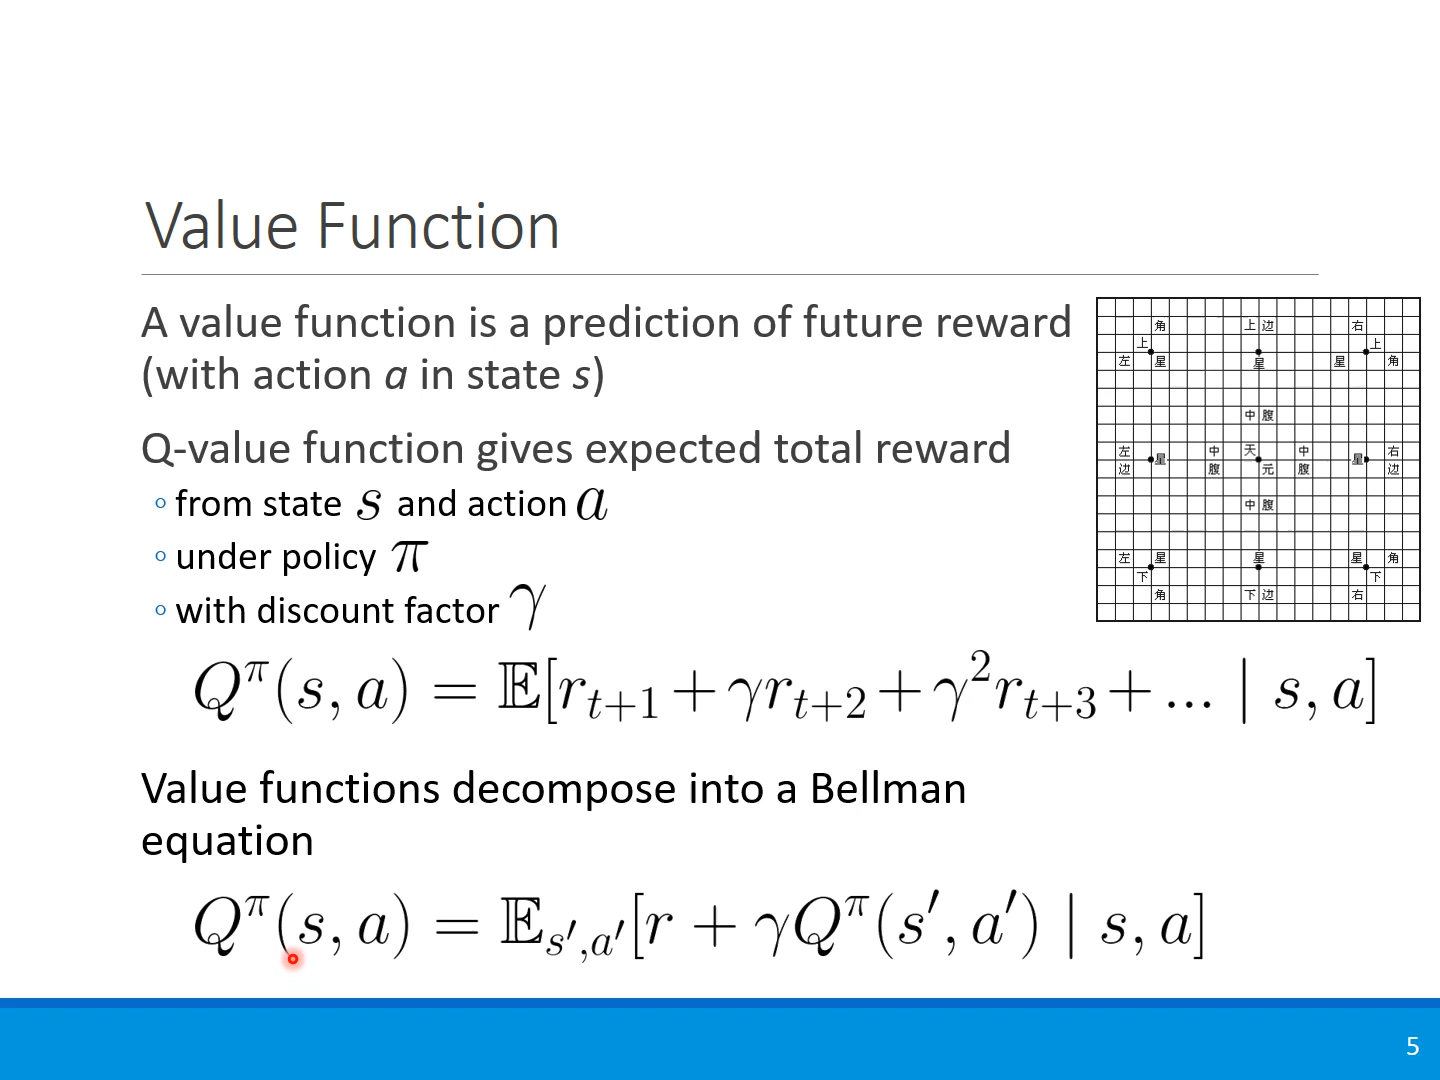 Value Function
A value function is a prediction of future reward
(with action a in state s)
Q-value function gives expected total reward
◦ from state s and action a
◦ under policy π
◦ with discount factor γ
Q^π(s, a) = 𝔼[r_{t+1} + γr_{t+2} + γ^2r_{t+3} + ... | s, a]
Value functions decompose into a Bellman
equation
Q^π(s, a) = 𝔼_{s′,a′}[r + γQ^π(s′, a′) | s, a]
角 上边 右
上 上
左 星 星 星 角
中腹
左 星 中 天 中 星 右
边 腹 元 腹 边
中腹
左 星 星 星 角
下 下
角 下边 右
5